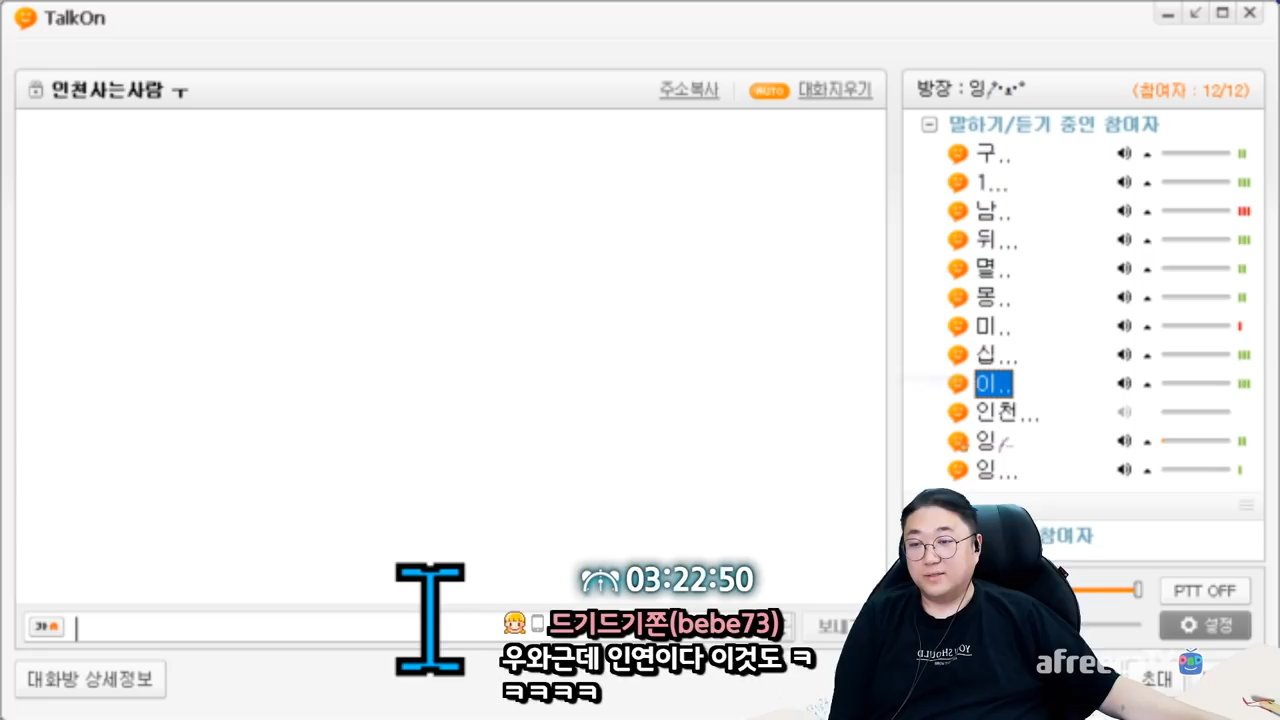 TalkOn
인천사는사람 ㅜ
주소복사
AUTO
대화지우기
방장 : 잉
(참여자 : 12/12)
말하기/듣기 중인 참여자
구..
1...
남..
뒤...
멸..
몽..
미..
십...
이..
인천...
잉
잉...
참여자
PTT OFF
설정
03:22:50
드기드기쫀(bebe73)
우와근데 인연이다 이것도 ㅋ
ㅋㅋㅋㅋ
보내
대화방 상세정보
YOU SHOULD
초대